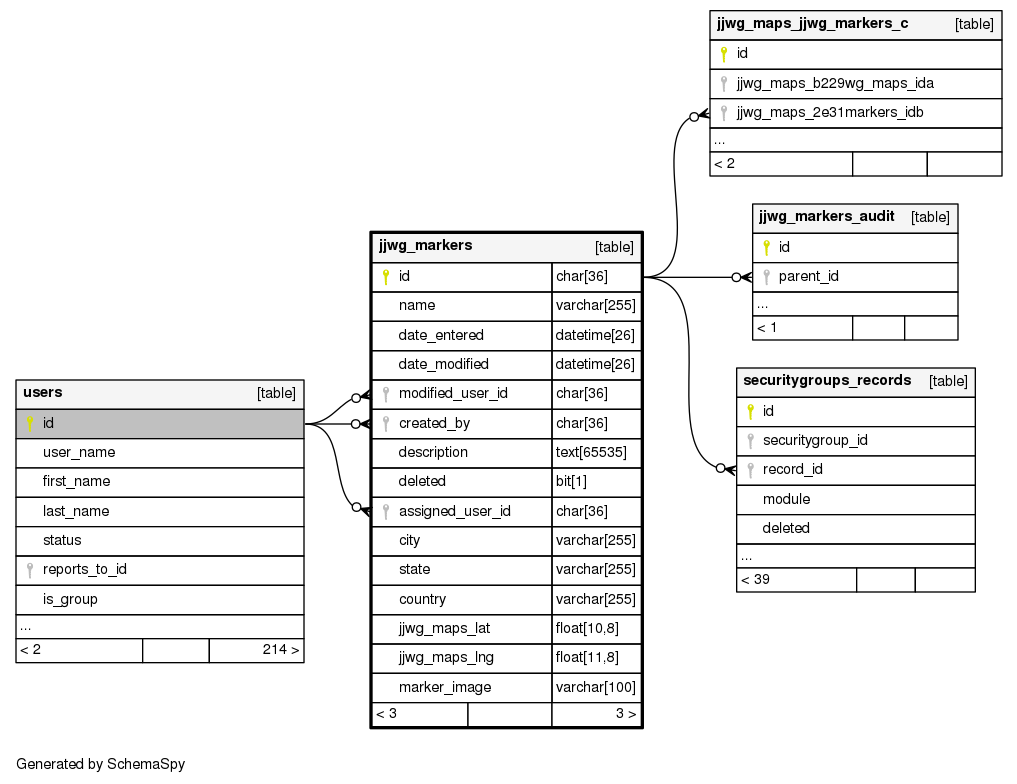 jjwg_maps_jjwg_markers_c [table]
id
jjwg_maps_b229wg_maps_ida
jjwg_maps_2e31markers_idb
...
< 2
jjwg_markers_audit [table]
id
parent_id
...
< 1
jjwg_markers [table]
id char[36]
name varchar[255]
date_entered datetime[26]
date_modified datetime[26]
modified_user_id char[36]
created_by char[36]
description text[65535]
deleted bit[1]
assigned_user_id char[36]
city varchar[255]
state varchar[255]
country varchar[255]
jjwg_maps_lat float[10,8]
jjwg_maps_lng float[11,8]
marker_image varchar[100]
< 3 3 >
securitygroups_records [table]
id
securitygroup_id
record_id
module
deleted
...
< 39
users [table]
id
user_name
first_name
last_name
status
reports_to_id
is_group
...
< 2 214 >
Generated by SchemaSpy